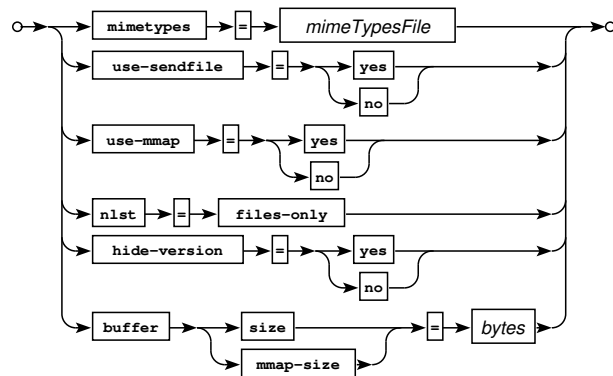 mimetypes = mimeTypesFile
use-sendfile = yes
no
use-mmap = yes
no
nlst = files-only
hide-version = yes
no
buffer size = bytes
mmap-size